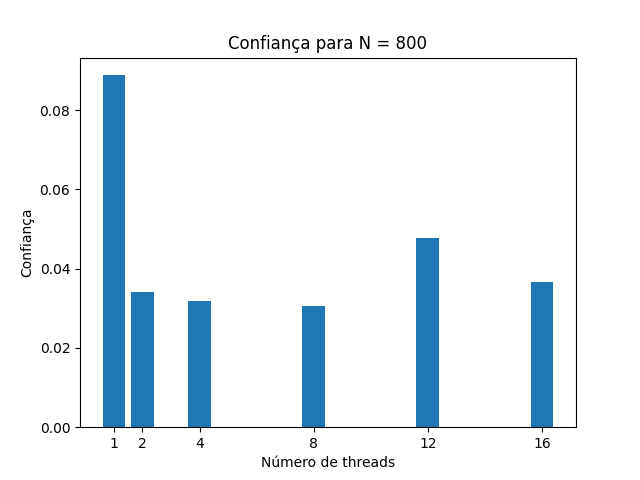 Confiança para N = 800
Confiança
0.08
0.06
0.04
0.02
0.00
1 2 4 8 12 16
Número de threads